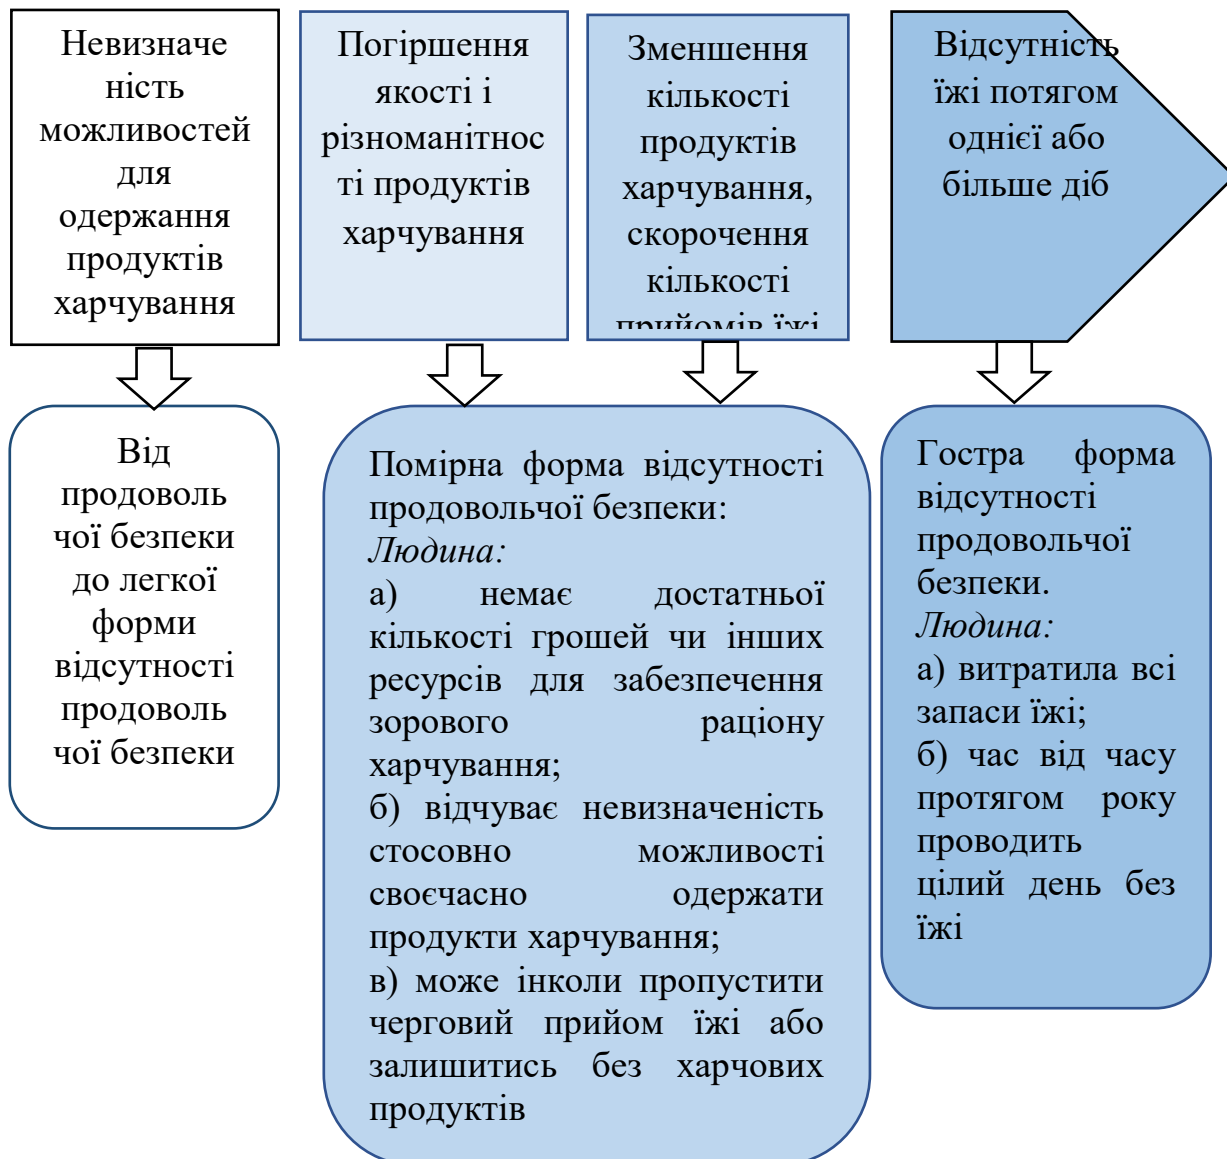 Невизначе
ність
можливостей
для
одержання
продуктів
харчування
Погіршення
якості і
різноманітнос
ті продуктів
харчування
Зменшення
кількості
продуктів
харчування,
скорочення
кількості
прийомів їжі
Відсутність
їжі потягом
однієї або
більше діб
Від
продоволь
чої безпеки
до легкої
форми
відсутності
продоволь
чої безпеки
Помірна форма відсутності
продовольчої безпеки:
Людина:
а) немає достатньої
кількості грошей чи інших
ресурсів для забезпечення
зорового раціону
харчування;
б) відчуває невизначеність
стосовно можливості
своєчасно одержати
продукти харчування;
в) може інколи пропустити
черговий прийом їжі або
залишитись без харчових
продуктів
Гостра форма
відсутності
продовольчої
безпеки.
Людина:
а) витратила всі
запаси їжі;
б) час від часу
протягом року
проводить
цілий день без
їжі